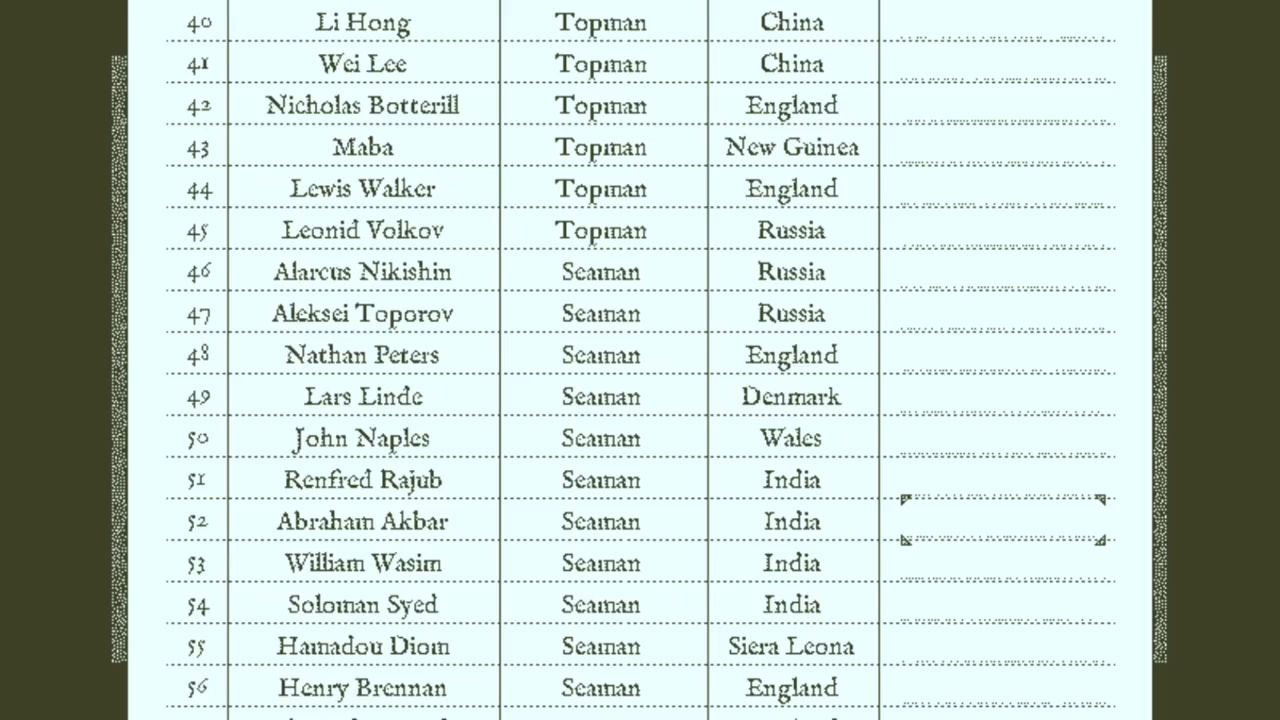 40 Li Hong Topman China
41 Wei Lee Topman China
42 Nicholas Botterill Topman England
43 Maba Topman New Guinea
44 Lewis Walker Topman England
45 Leonid Volkov Topman Russia
46 Alarcus Nikishin Seaman Russia
47 Aleksei Toporov Seaman Russia
48 Nathan Peters Seaman England
49 Lars Linde Seaman Denmark
50 John Naples Seaman Wales
51 Renfred Rajub Seaman India
52 Abraham Akbar Seaman India
53 William Wasim Seaman India
54 Soloman Syed Seaman India
55 Hamadou Diom Seaman Siera Leona
56 Henry Brennan Seaman England